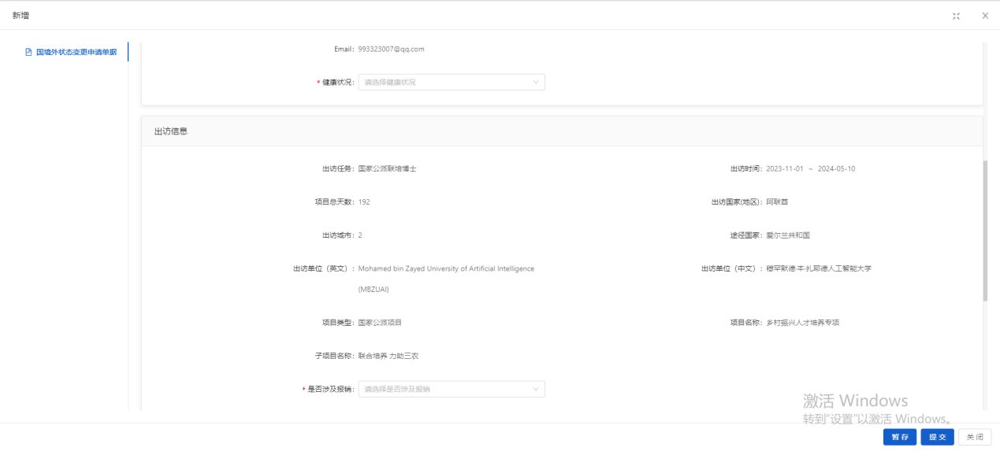 新增
国境外状态变更申请单据
Email: 993323007@qq.com
* 健康状况: 请选择健康状况
出访信息
出访任务: 国家公派联培博士 出访时间: 2023-11-01 ~ 2024-05-10
项目总天数: 192 出访国家(地区): 阿联酋
出访城市: 2 途径国家: 爱尔兰共和国
出访单位（英文）: Mohamed bin Zayed University of Artificial Intelligence 出访单位（中文）: 穆罕默德·本·扎耶德人工智能大学
(MBZUAI)
项目类型: 国家公派项目 项目名称: 乡村振兴人才培养专项
子项目名称: 联合培养 力助三农
* 是否涉及报销: 请选择是否涉及报销
激活 Windows
转到"设置"以激活 Windows。
暂存 提交 关闭